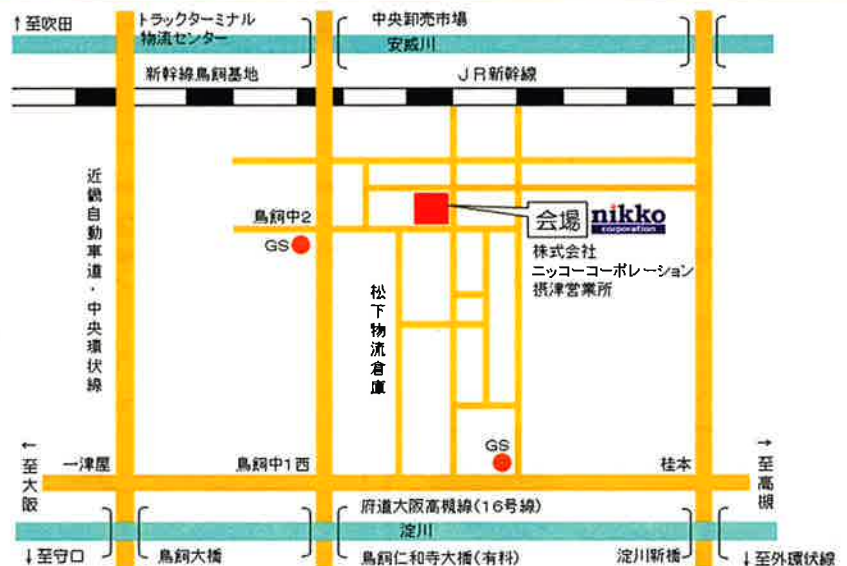 ↑至吹田
トラックターミナル
物流センター
中央卸売市場
安威川
新幹線鳥飼基地
JR新幹線
近畿自動車道・中央環状線
鳥飼中2
GS
会場
nikko
corporation
株式会社
ニッコーコーポレーション
摂津営業所
松下物流倉庫
GS
←至大阪
一津屋
鳥飼中1西
桂本
→至高槻
府道大阪高槻線(16号線)
淀川
↓至守口
鳥飼大橋
鳥飼仁和寺大橋(有料)
淀川新橋
↓至外環状線